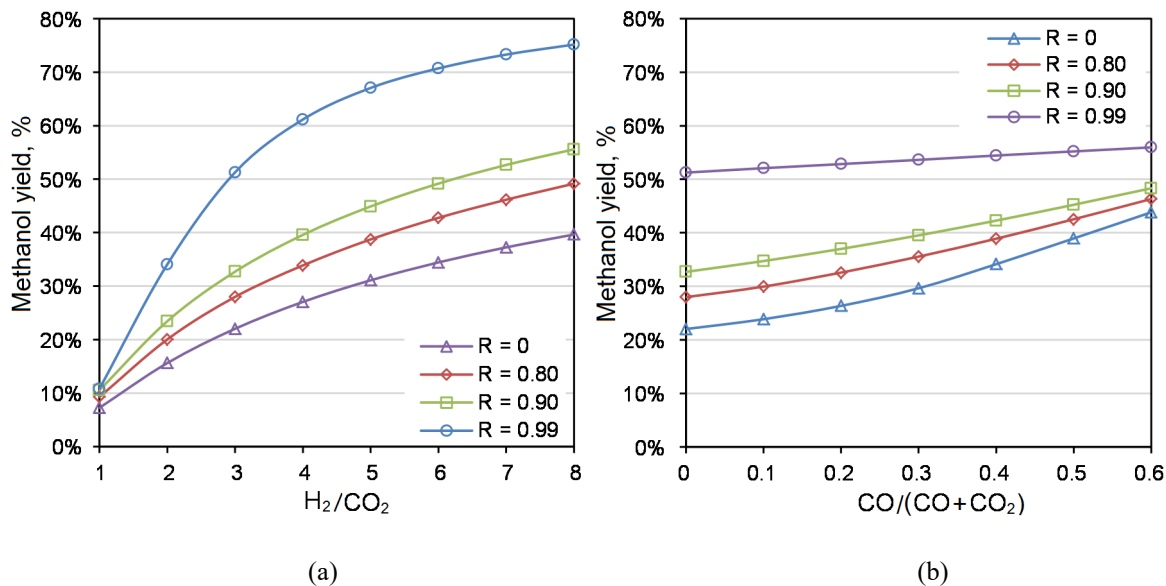 80%
70%
60%
50%
40%
30%
20%
10%
0%
Methanol yield, %
1 2 3 4 5 6 7 8
H₂/CO₂
R = 0
R = 0.80
R = 0.90
R = 0.99
(a)
80%
70%
60%
50%
40%
30%
20%
10%
0%
Methanol yield, %
0 0.1 0.2 0.3 0.4 0.5 0.6
CO/(CO+CO₂)
R = 0
R = 0.80
R = 0.90
R = 0.99
(b)